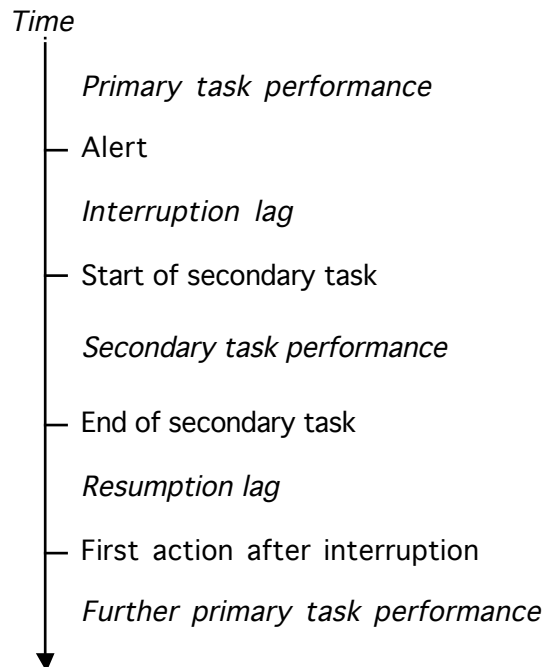 Time
Primary task performance
Alert
Interruption lag
Start of secondary task
Secondary task performance
End of secondary task
Resumption lag
First action after interruption
Further primary task performance